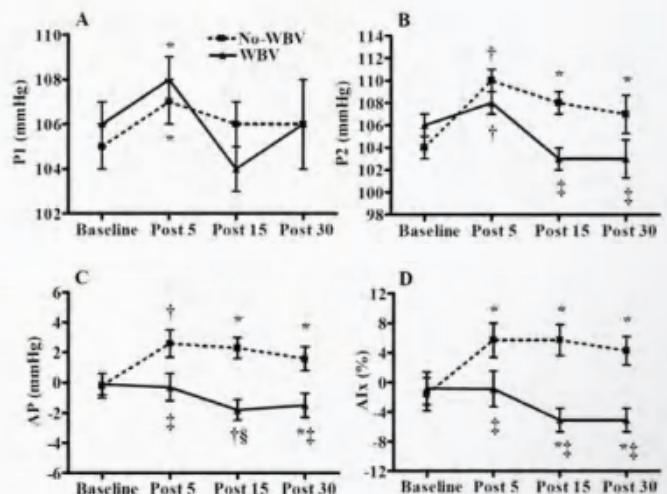 A
No-WBV
WBV
P1 (mmHg)
110
108
106
104
102
*
*
Baseline Post 5 Post 15 Post 30
B
P2 (mmHg)
114
112
110
108
106
104
102
100
98
† * *
† ‡ ‡
Baseline Post 5 Post 15 Post 30
C
AP (mmHg)
6
4
2
0
-2
-4
-6
† * *
‡ †§ *‡
Baseline Post 5 Post 15 Post 30
D
AIx (%)
12
8
4
0
-4
-8
-12
* * *
‡ *‡ *‡
Baseline Post 5 Post 15 Post 30